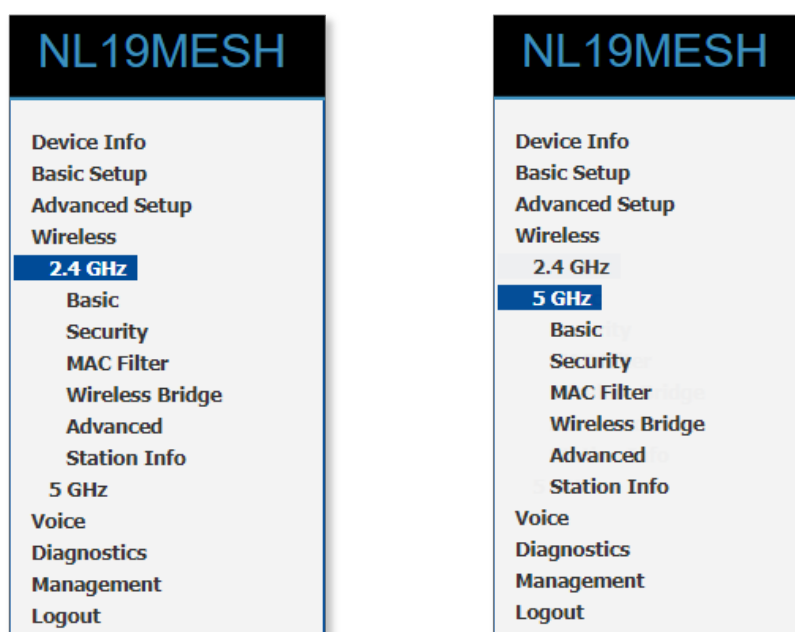 NL19MESH
Device Info
Basic Setup
Advanced Setup
Wireless
2.4 GHz
Basic
Security
MAC Filter
Wireless Bridge
Advanced
Station Info
5 GHz
Voice
Diagnostics
Management
Logout
NL19MESH
Device Info
Basic Setup
Advanced Setup
Wireless
2.4 GHz
5 GHz
Basic
Security
MAC Filter
Wireless Bridge
Advanced
Station Info
Voice
Diagnostics
Management
Logout